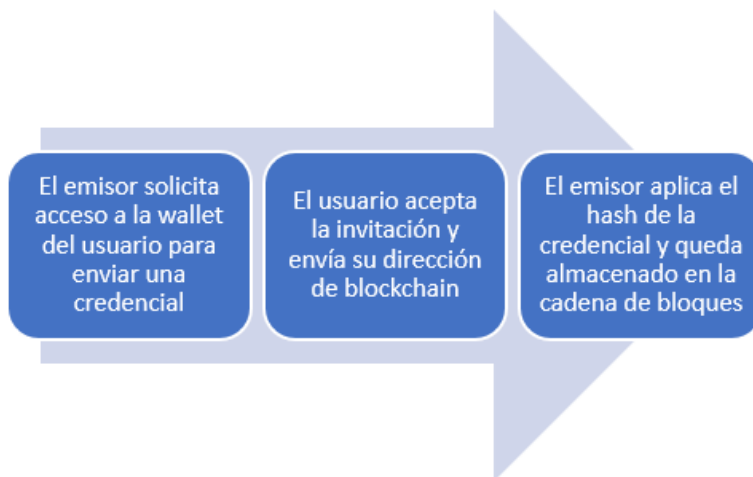 El emisor solicita
acceso a la wallet
del usuario para
enviar una
credencial
El usuario acepta
la invitación y
envía su dirección
de blockchain
El emisor aplica el
hash de la
credencial y queda
almacenado en la
cadena de bloques